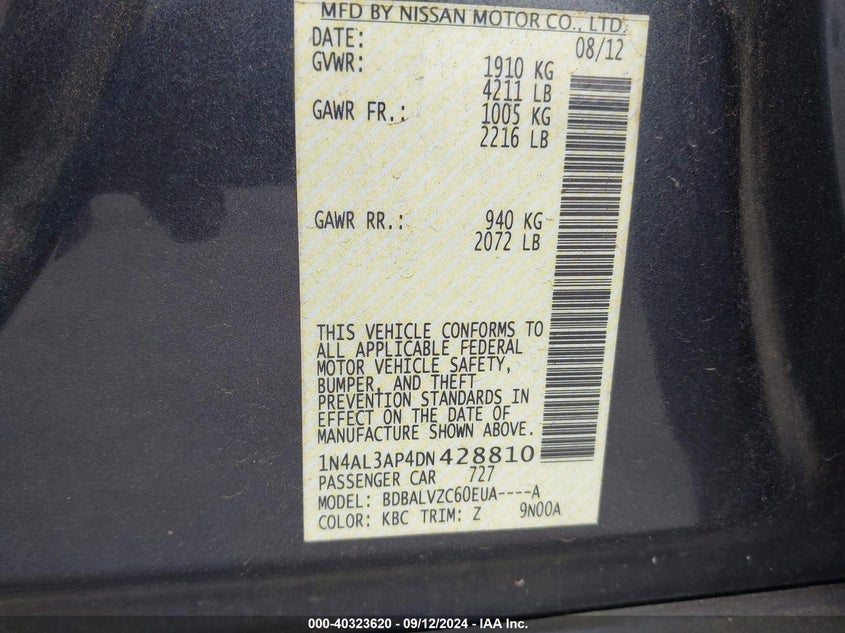 MFD BY NISSAN MOTOR CO., LTD.
DATE: 08/12
GVWR: 1910 KG
4211 LB
GAWR FR.: 1005 KG
2216 LB
GAWR RR.: 940 KG
2072 LB
THIS VEHICLE CONFORMS TO
ALL APPLICABLE FEDERAL
MOTOR VEHICLE SAFETY,
BUMPER, AND THEFT
PREVENTION STANDARDS IN
EFFECT ON THE DATE OF
MANUFACTURE SHOWN ABOVE.
1N4AL3AP4DN428810
PASSENGER CAR 727
MODEL: BDBALVZC60EUA----A
COLOR: KBC TRIM: Z 9N00A
000-40323620 - 09/12/2024 - IAA Inc.